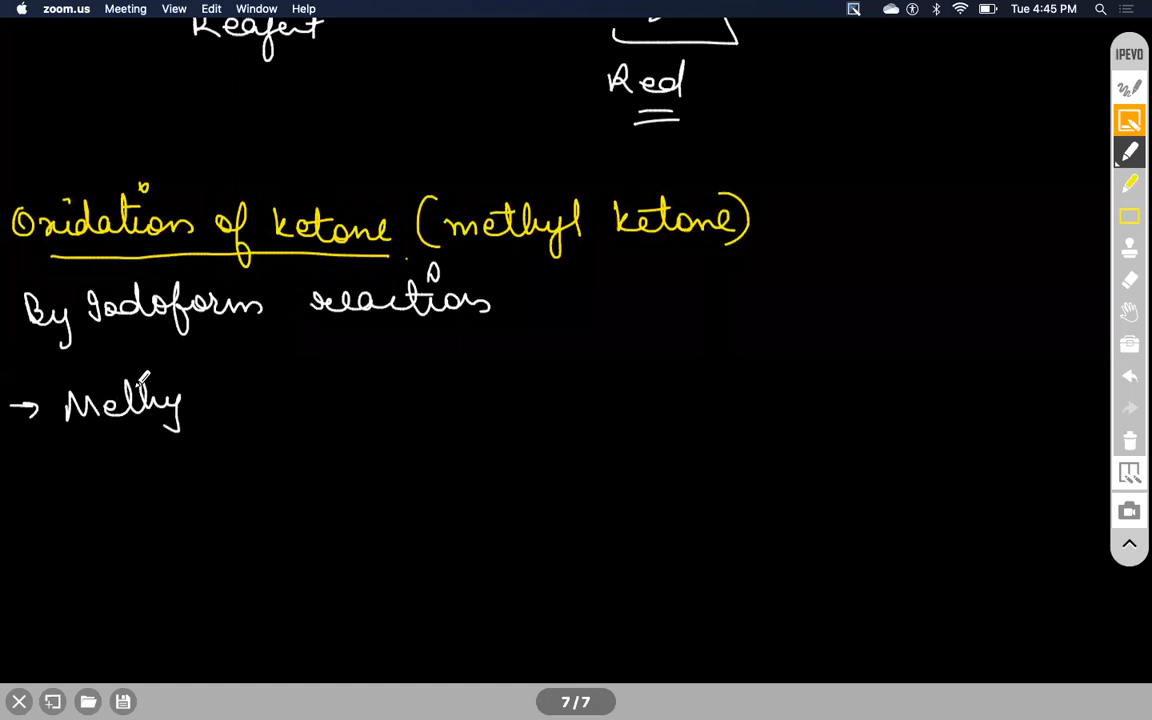 zoom.us Meeting View Edit Window Help Tue 4:45 PM
Reagent
Red
IPEVO
Oxidation of ketone (methyl ketone)
By Iodoform reaction
→ Methy
7/7